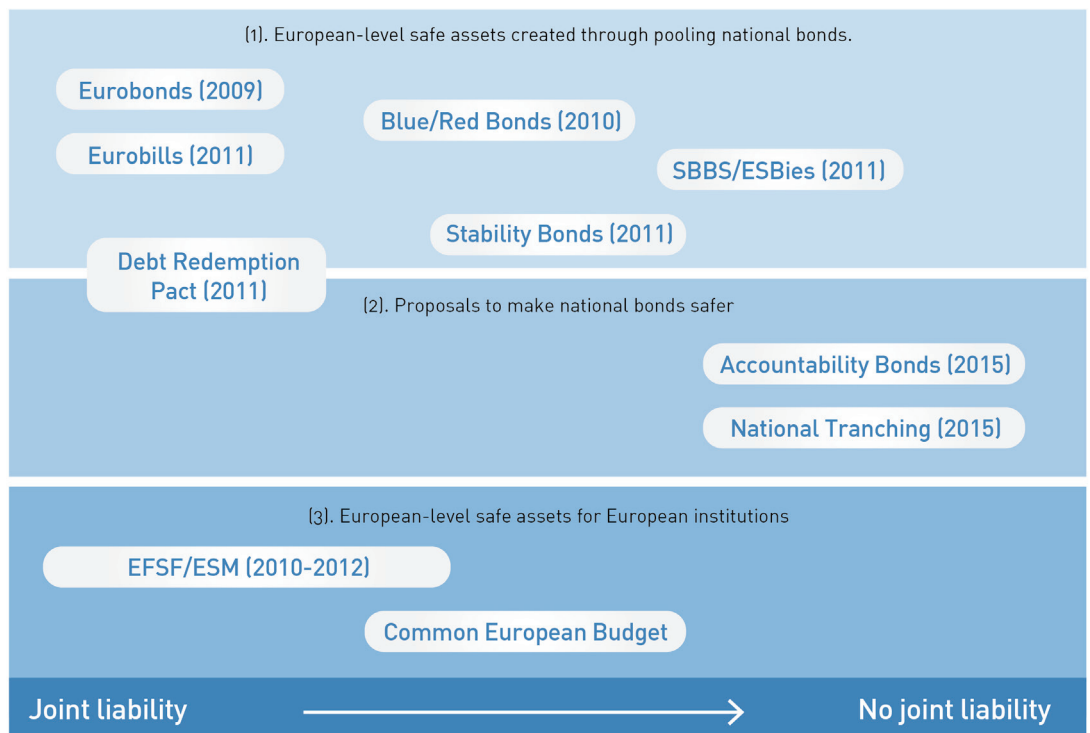 (1). European-level safe assets created through pooling national bonds.
Eurobonds (2009)
Blue/Red Bonds (2010)
Eurobills (2011)
SBBS/ESBies (2011)
Stability Bonds (2011)
Debt Redemption
Pact (2011)
(2). Proposals to make national bonds safer
Accountability Bonds (2015)
National Tranching (2015)
(3). European-level safe assets for European institutions
EFSF/ESM (2010-2012)
Common European Budget
Joint liability
No joint liability